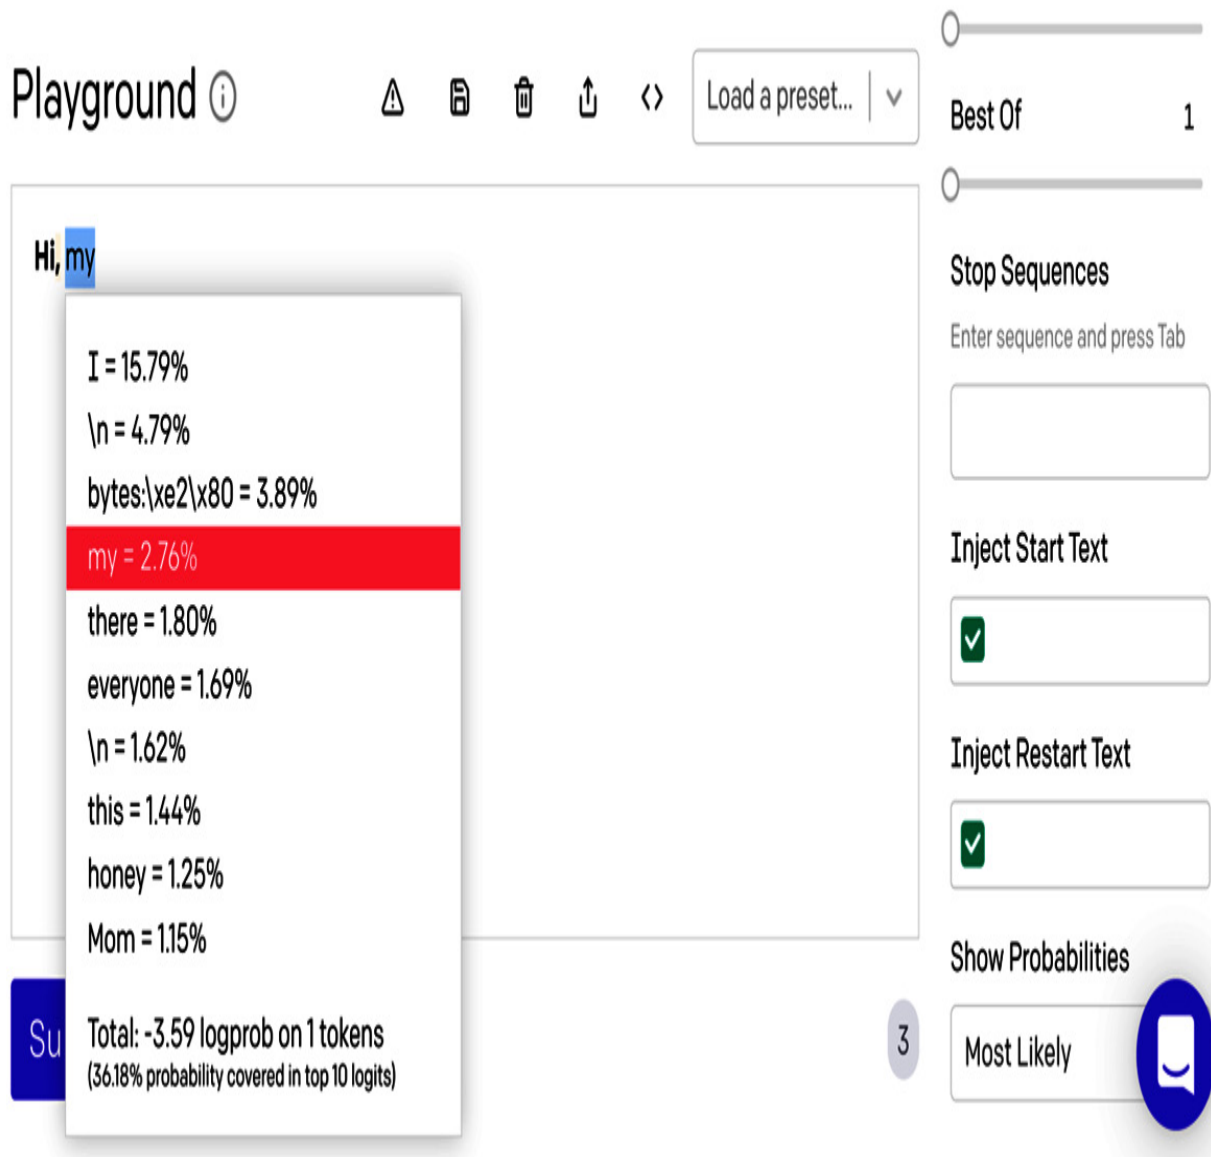 Playground
Load a preset...
Hi, my
I = 15.79%
\n = 4.79%
bytes:\xe2\x80 = 3.89%
my = 2.76%
there = 1.80%
everyone = 1.69%
\n = 1.62%
this = 1.44%
honey = 1.25%
Mom = 1.15%
Total: -3.59 logprob on 1 tokens
(36.18% probability covered in top 10 logits)
Su
3
Best Of 1
Stop Sequences
Enter sequence and press Tab
Inject Start Text
Inject Restart Text
Show Probabilities
Most Likely